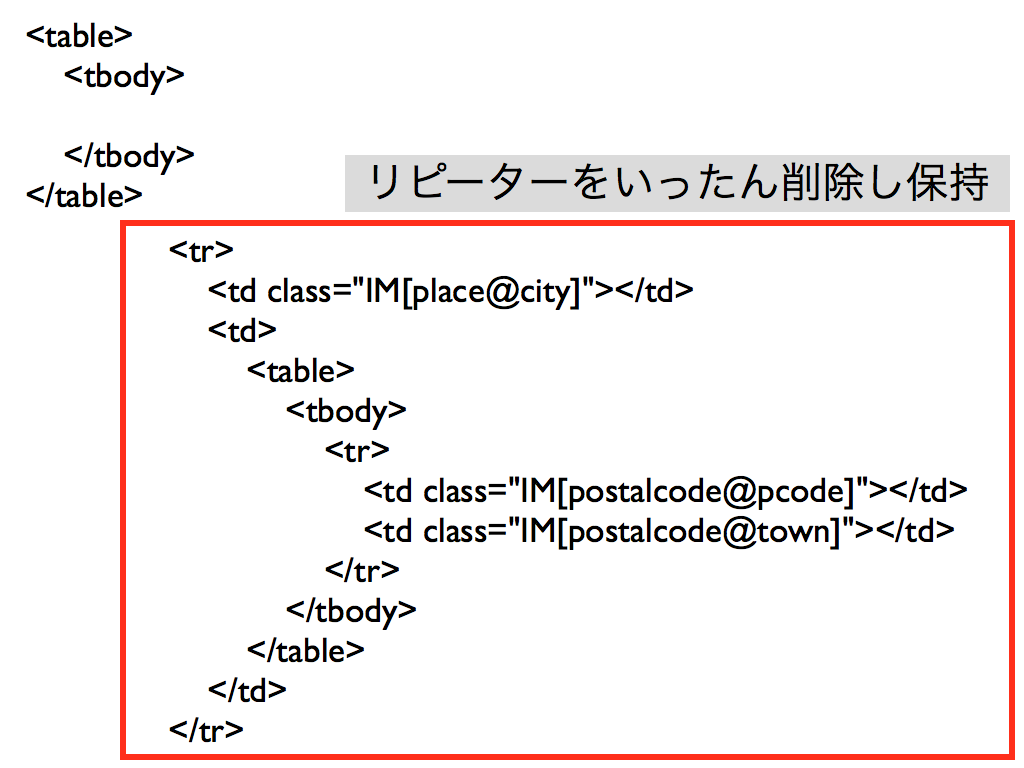 <table>
<tbody>
</tbody>
</table>
リピーターをいったん削除し保持
<tr>
<td class="IM[place@city]"></td>
<td>
<table>
<tbody>
<tr>
<td class="IM[postalcode@pcode]"></td>
<td class="IM[postalcode@town]"></td>
</tr>
</tbody>
</table>
</td>
</tr>